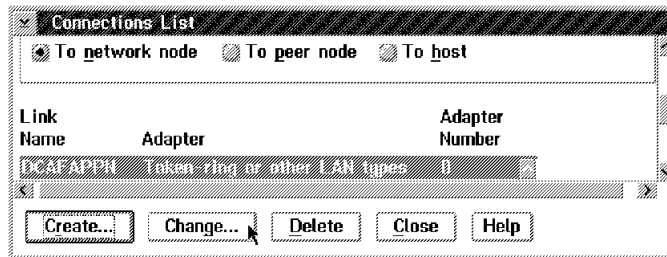 Connections List
To network node To peer node To host
Link Adapter
Name Adapter Number
DCAFAPPN Token-ring or other LAN types 0
Create... Change... Delete Close Help